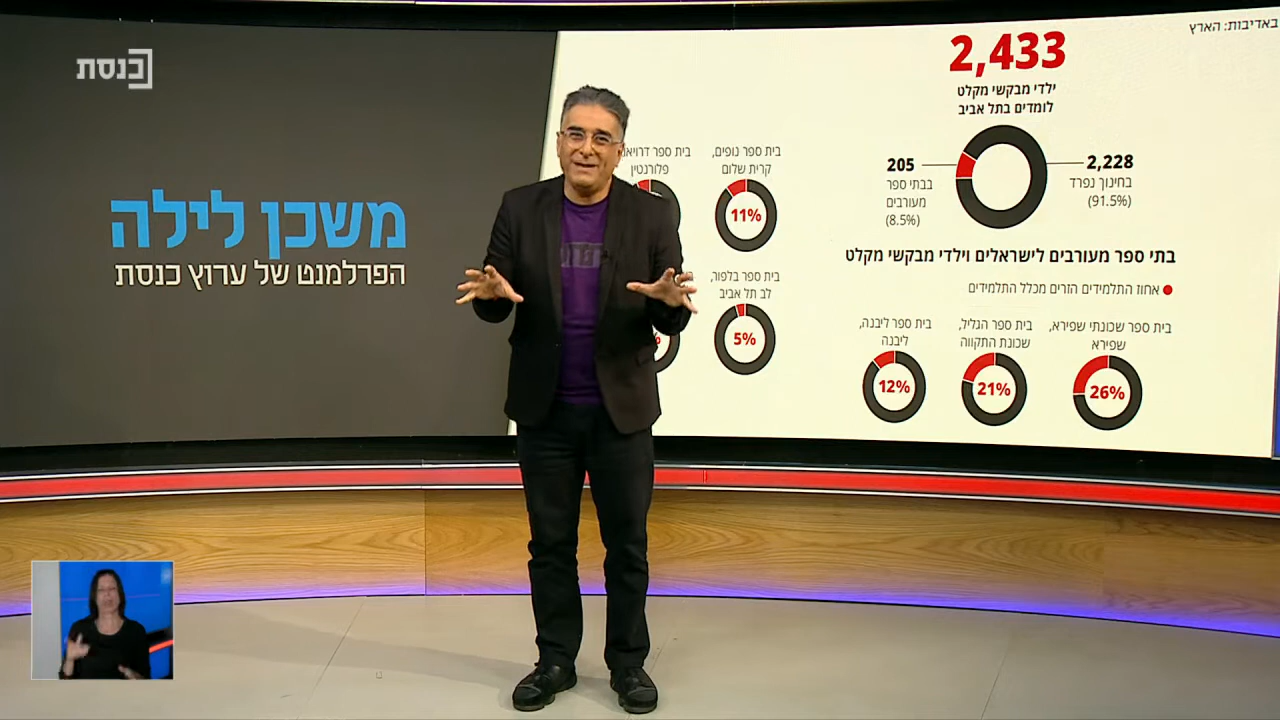 כנסת
משכן לילה
הפרלמנט של ערוץ כנסת
באדיבות: הארץ
2,433
ילדי מבקשי מקלט
לומדים בתל אביב
2,228
בחינוך נפרד
(91.5%)
205
בבתי ספר
מעורבים
(8.5%)
בתי ספר מעורבים לישראלים וילדי מבקשי מקלט
אחוז התלמידים הזרים מכלל התלמידים
בית ספר שכונתי שפירא,
שפירא
26%
בית ספר הגליל,
שכונת התקווה
21%
בית ספר ליבנה,
ליבנה
12%
בית ספר נופים,
קרית שלום
11%
בית ספר
פלורנטין
בית ספר בלפור,
לב תל אביב
5%
%